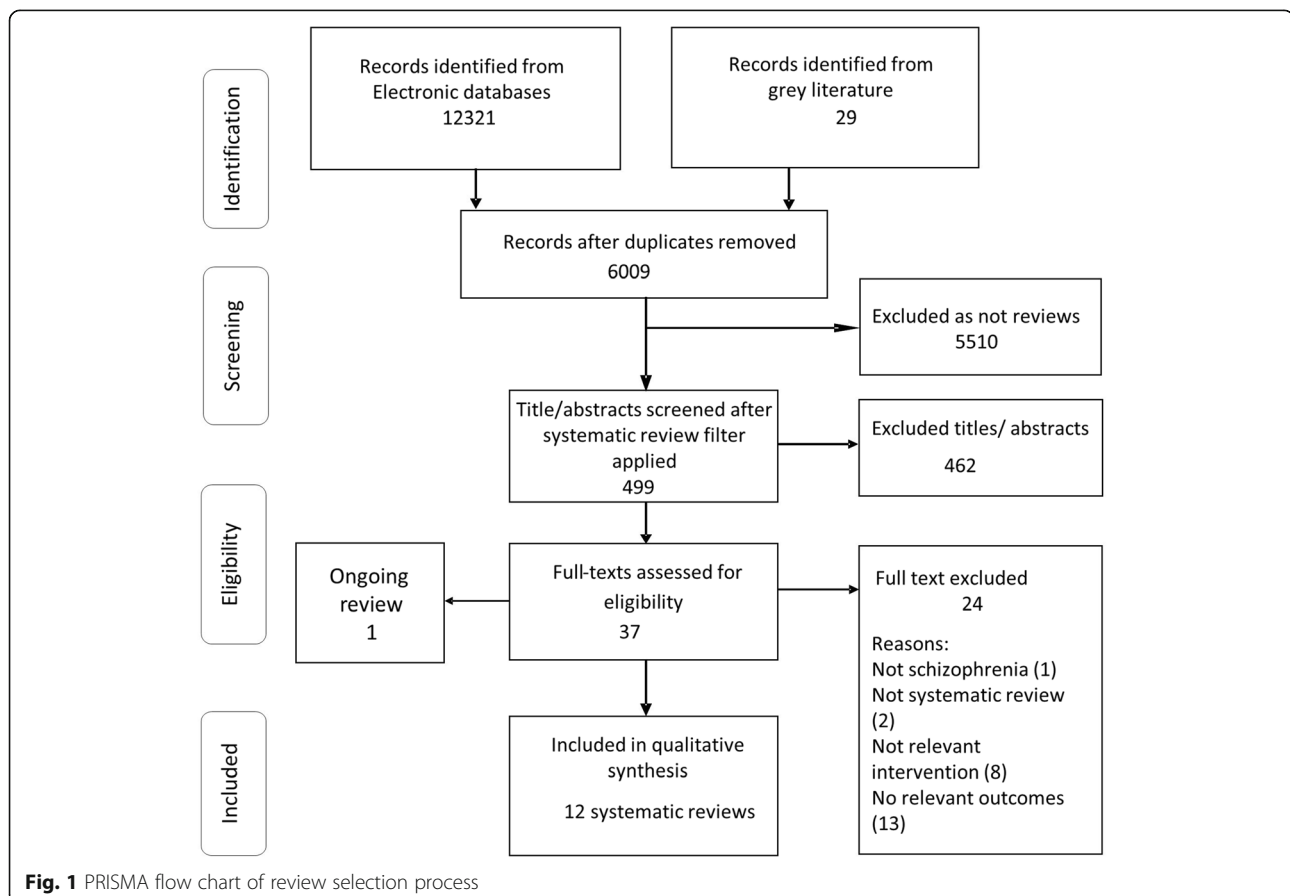 Identification
Records identified from
Electronic databases
12321
Records identified from
grey literature
29
Records after duplicates removed
6009
Screening
Excluded as not reviews
5510
Title/abstracts screened after
systematic review filter
applied
499
Excluded titles/ abstracts
462
Eligibility
Ongoing
review
1
Full-texts assessed for
eligibility
37
Full text excluded
24
Reasons:
Not schizophrenia (1)
Not systematic review
(2)
Not relevant
intervention (8)
No relevant outcomes
(13)
Included
Included in qualitative
synthesis
12 systematic reviews
Fig. 1 PRISMA flow chart of review selection process